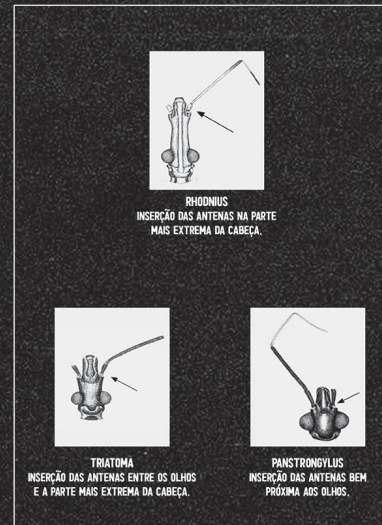 RHODNIUS
INSERÇÃO DAS ANTENAS NA PARTE
MAIS EXTREMA DA CABEÇA.
TRIATOMA
INSERÇÃO DAS ANTENAS ENTRE OS OLHOS
E A PARTE MAIS EXTREMA DA CABEÇA.
PANSTRONGYLUS
INSERÇÃO DAS ANTENAS BEM
PRÓXIMA AOS OLHOS.